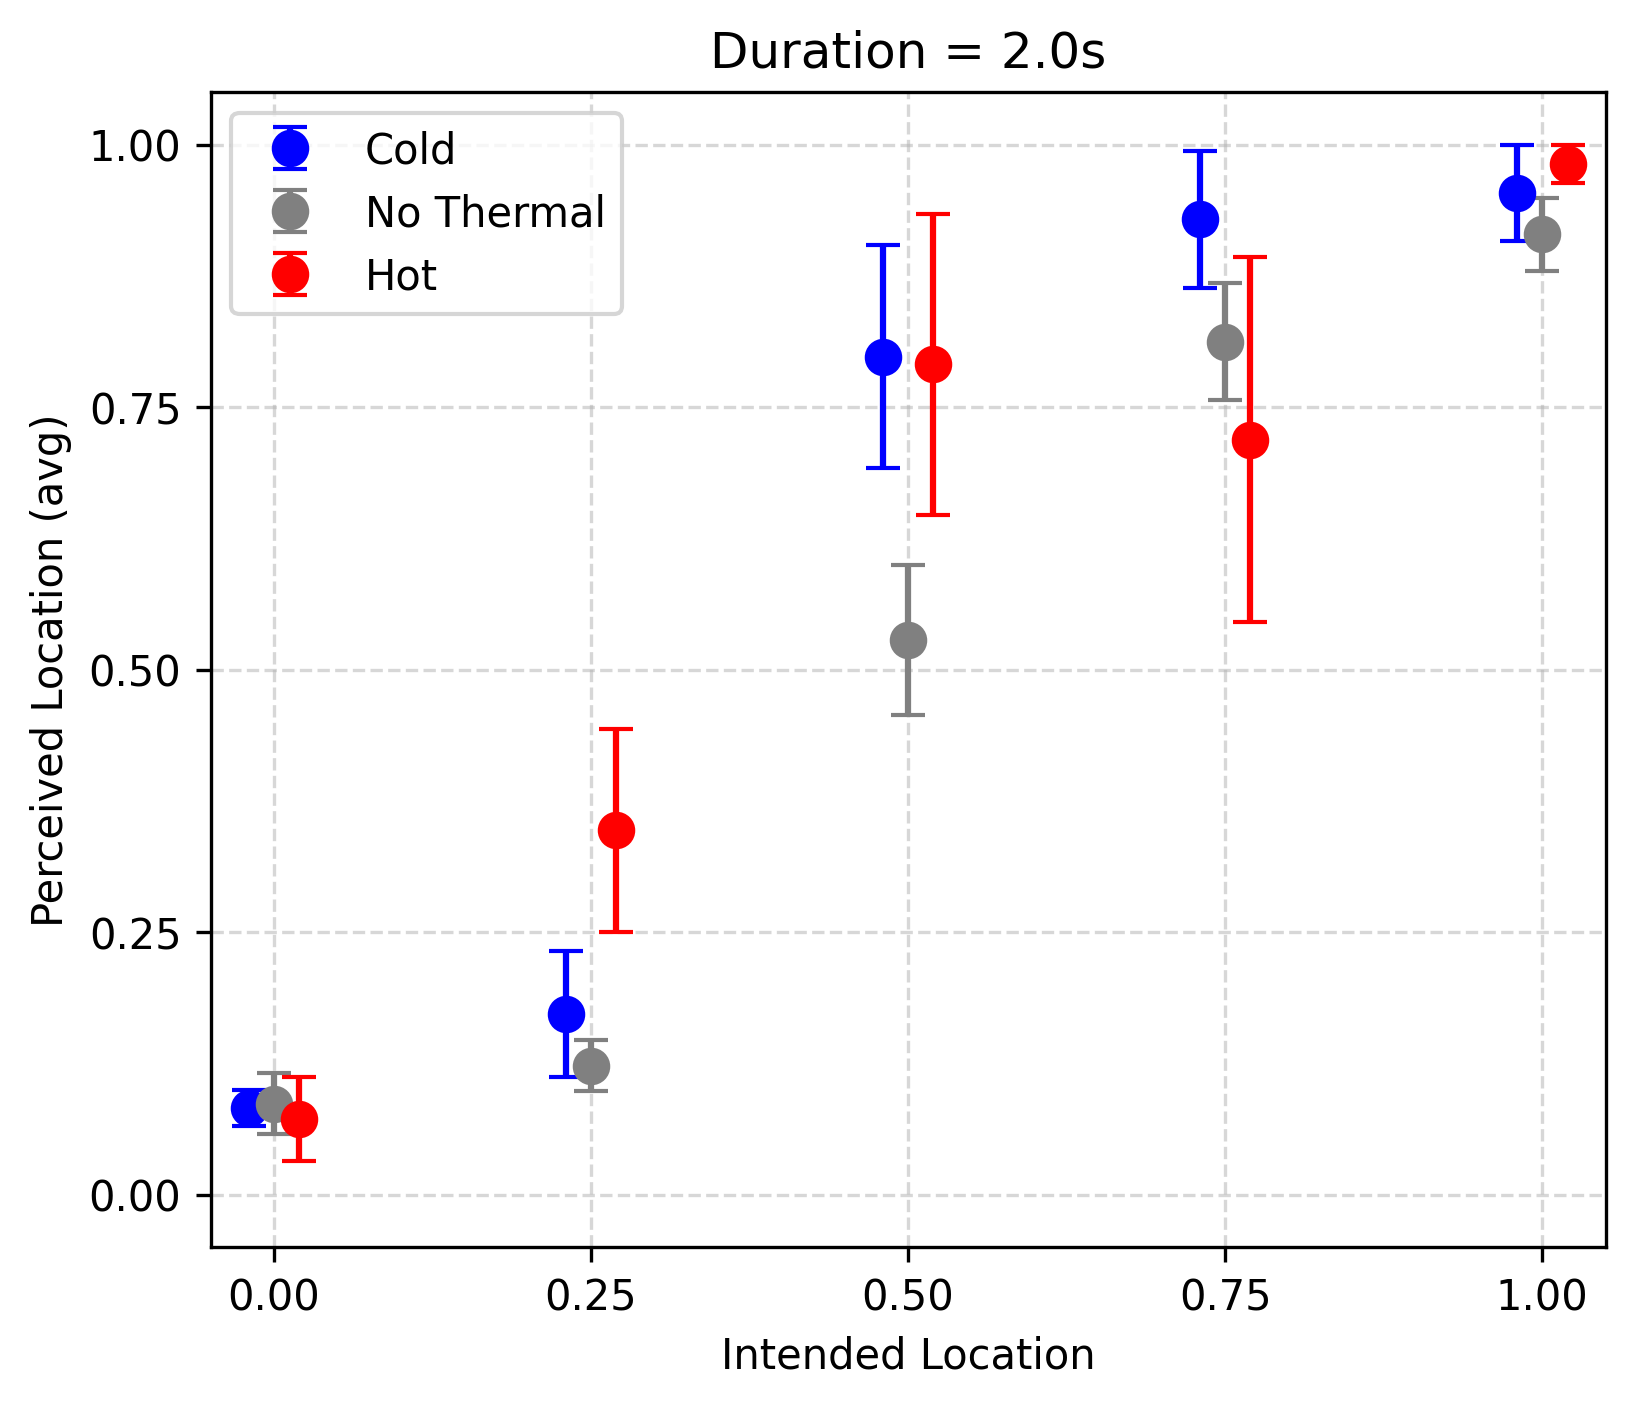 Duration = 2.0s
Cold
No Thermal
Hot
1.00
0.75
0.50
0.25
0.00
Perceived Location (avg)
0.00 0.25 0.50 0.75 1.00
Intended Location